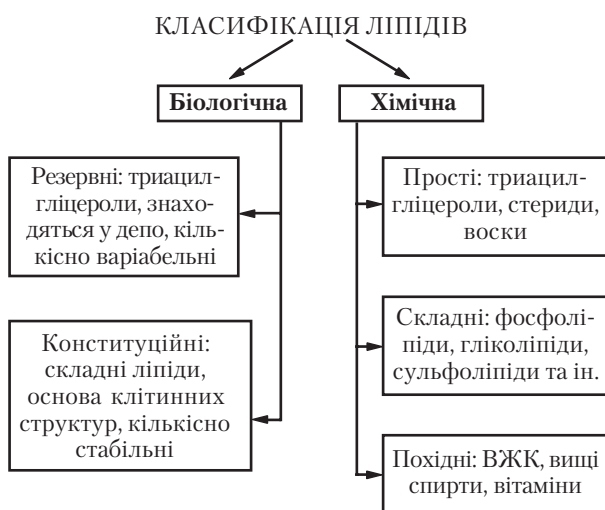 КЛАСИФІКАЦІЯ ЛІПІДІВ
Біологічна
Хімічна
Резервні: триацил-
гліцероли, знахо-
дяться у депо, кіль-
кісно варіабельні
Конституційні:
складні ліпіди,
основа клітинних
структур, кількісно
стабільні
Прості: триацил-
гліцероли, стериди,
воски
Складні: фосфолі-
піди, гліколіпіди,
сульфоліпіди та ін.
Похідні: ВЖК, вищі
спирти, вітаміни